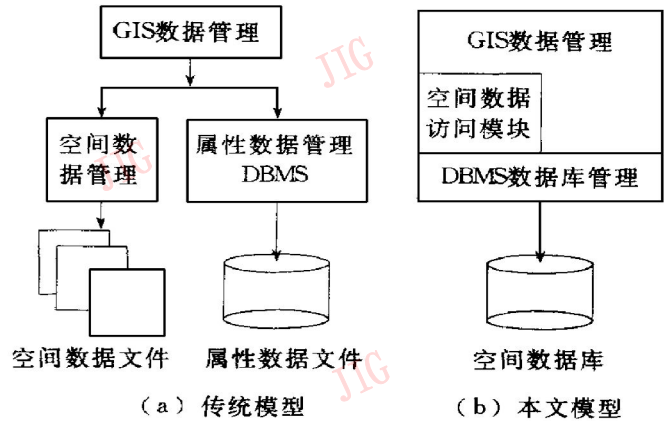 GIS数据管理
空间数
据管理
属性数据管理
DBMS
空间数据文件
属性数据文件
(a) 传统模型
GIS数据管理
空间数据
访问模块
DBMS数据库管理
空间数据库
(b) 本文模型
JIG
JIG
JIG